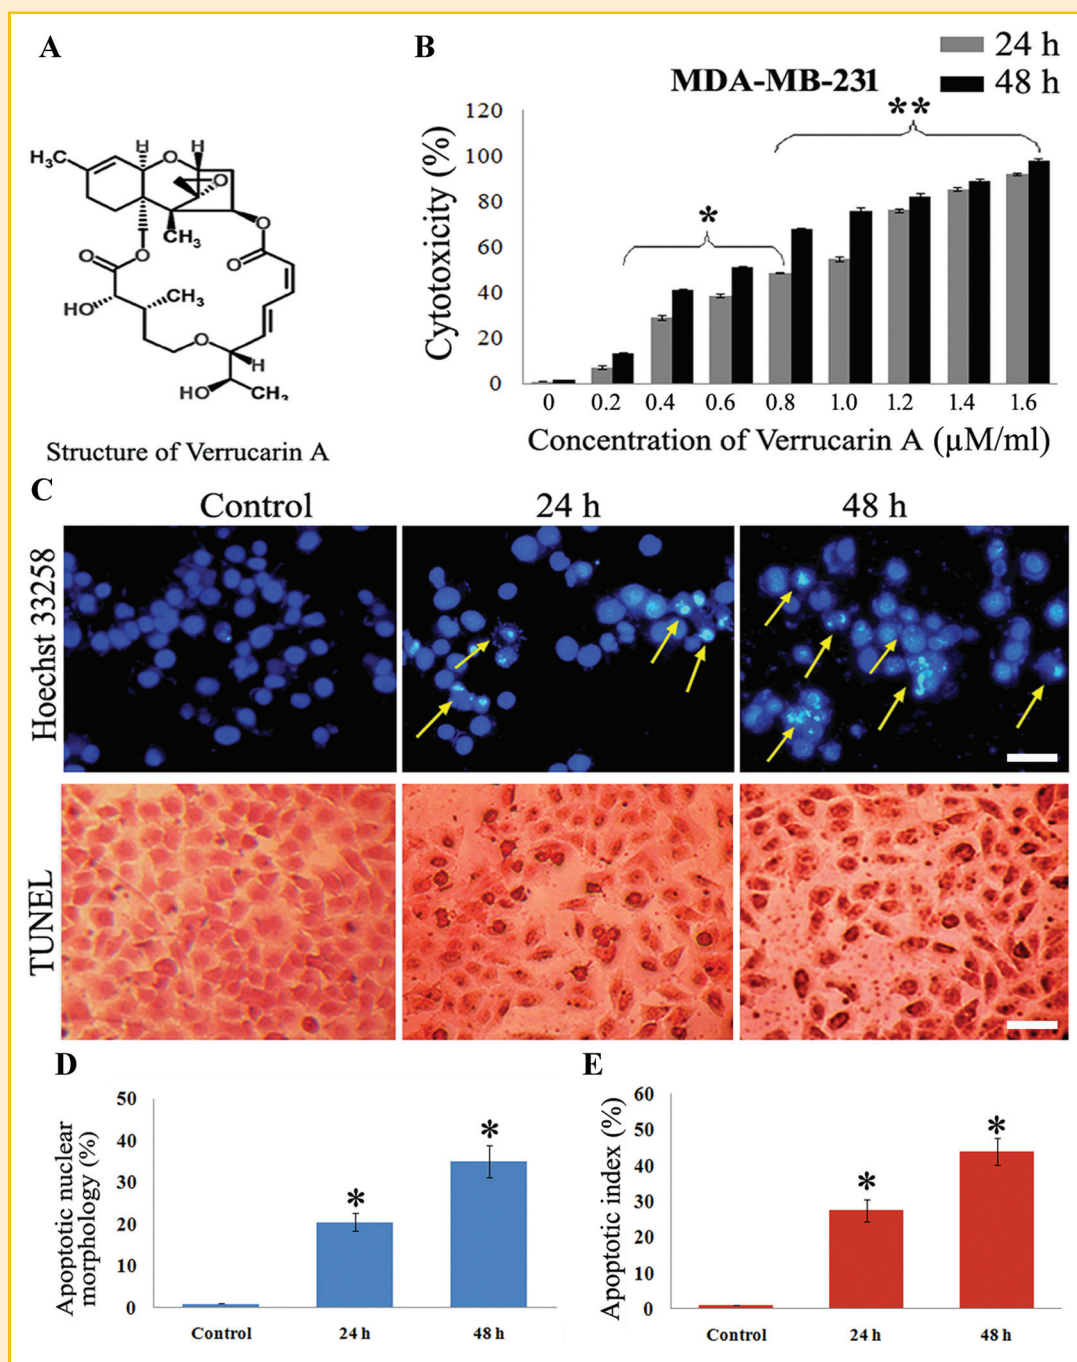 A
H
H
O
H₃C
O
CH₃
O
O
O
O
HO
CH₃
O
H
HO
CH₃
Structure of Verrucarin A
B
24 h
48 h
MDA-MB-231
**
*
Cytotoxicity (%)
120
100
80
60
40
20
0
0 0.2 0.4 0.6 0.8 1.0 1.2 1.4 1.6
Concentration of Verrucarin A (µM/ml)
C
Control 24 h 48 h
Hoechst 33258
TUNEL
D
Apoptotic nuclear
morphology (%)
50
40
30
20
10
0
*
*
Control 24 h 48 h
E
Apoptotic index (%)
60
50
40
30
20
10
0
*
*
Control 24 h 48 h